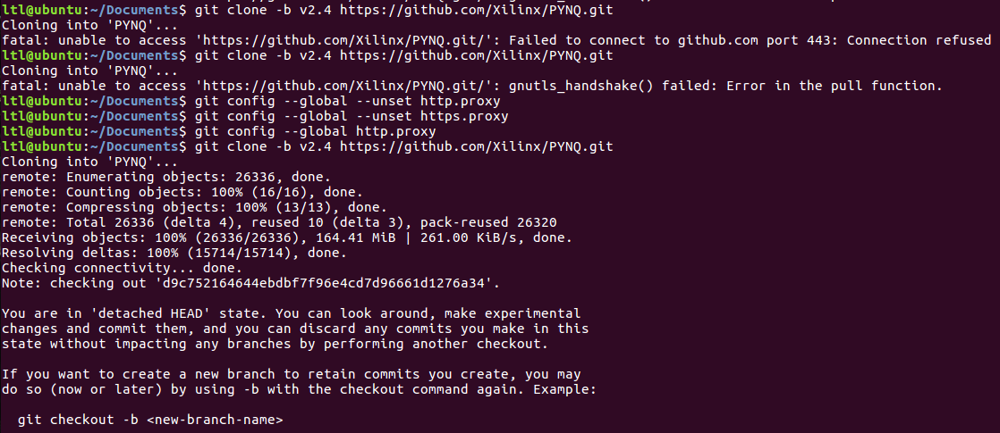 ltl@ubuntu:~/Documents$ git clone -b v2.4 https://github.com/Xilinx/PYNQ.git
Cloning into 'PYNQ'...
fatal: unable to access 'https://github.com/Xilinx/PYNQ.git/': Failed to connect to github.com port 443: Connection refused
ltl@ubuntu:~/Documents$ git clone -b v2.4 https://github.com/Xilinx/PYNQ.git
Cloning into 'PYNQ'...
fatal: unable to access 'https://github.com/Xilinx/PYNQ.git/': gnutls_handshake() failed: Error in the pull function.
ltl@ubuntu:~/Documents$ git config --global --unset http.proxy
ltl@ubuntu:~/Documents$ git config --global --unset https.proxy
ltl@ubuntu:~/Documents$ git config --global http.proxy
ltl@ubuntu:~/Documents$ git clone -b v2.4 https://github.com/Xilinx/PYNQ.git
Cloning into 'PYNQ'...
remote: Enumerating objects: 26336, done.
remote: Counting objects: 100% (16/16), done.
remote: Compressing objects: 100% (13/13), done.
remote: Total 26336 (delta 4), reused 10 (delta 3), pack-reused 26320
Receiving objects: 100% (26336/26336), 164.41 MiB | 261.00 KiB/s, done.
Resolving deltas: 100% (15714/15714), done.
Checking connectivity... done.
Note: checking out 'd9c752164644ebdbf7f96e4cd7d96661d1276a34'.
You are in 'detached HEAD' state. You can look around, make experimental
changes and commit them, and you can discard any commits you make in this
state without impacting any branches by performing another checkout.
If you want to create a new branch to retain commits you create, you may
do so (now or later) by using -b with the checkout command again. Example:
git checkout -b <new-branch-name>